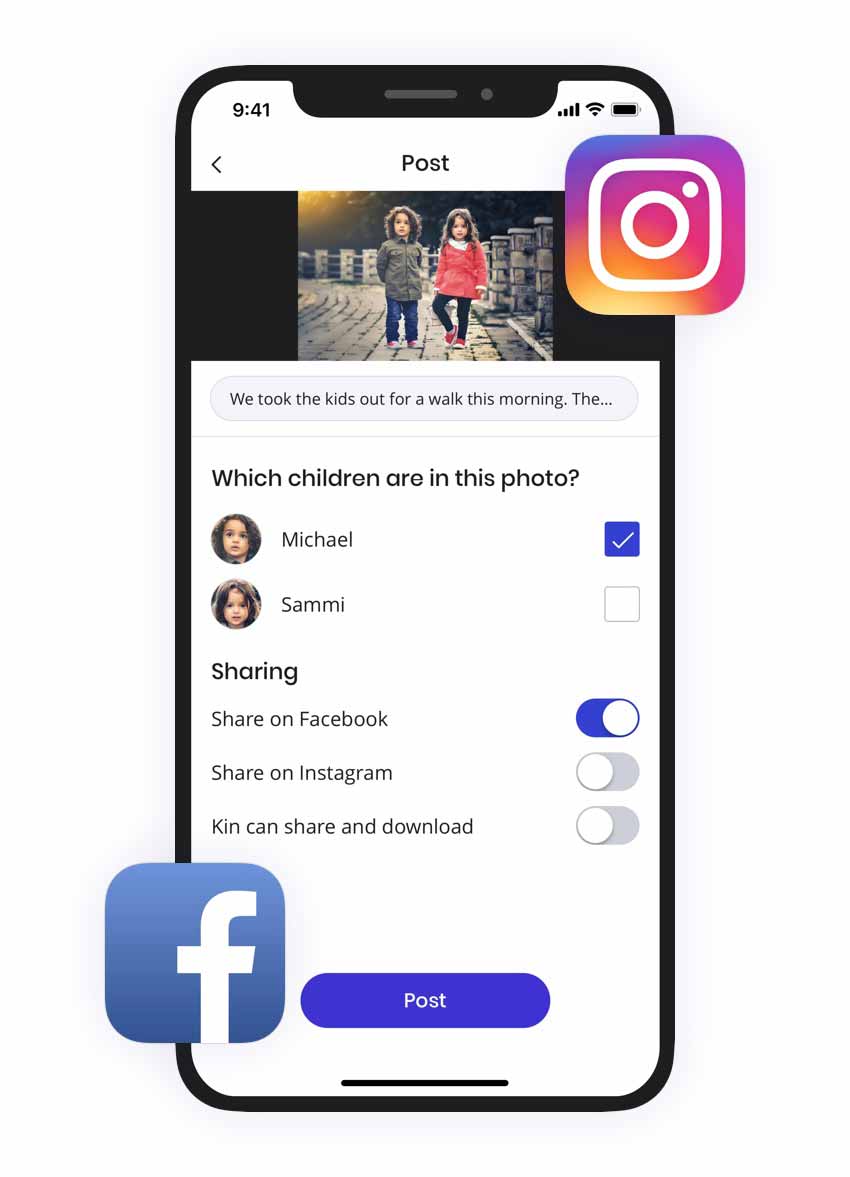 9:41
Post
We took the kids out for a walk this morning. The...
Which children are in this photo?
Michael
Sammi
Sharing
Share on Facebook
Share on Instagram
Kin can share and download
f
Post